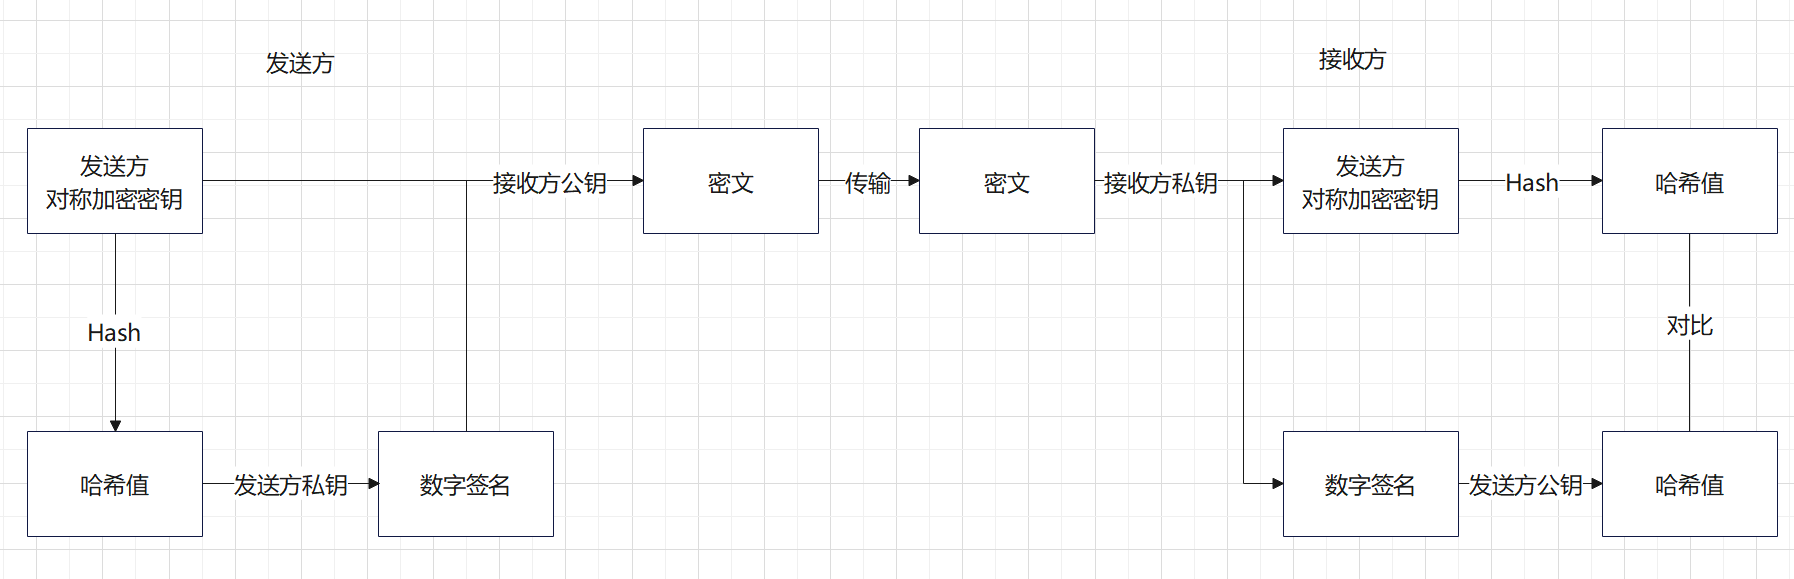 发送方
接收方
发送方
对称加密密钥
接收方公钥
密文
传输
密文
接收方私钥
发送方
对称加密密钥
Hash
哈希值
Hash
对比
哈希值
发送方私钥
数字签名
数字签名
发送方公钥
哈希值